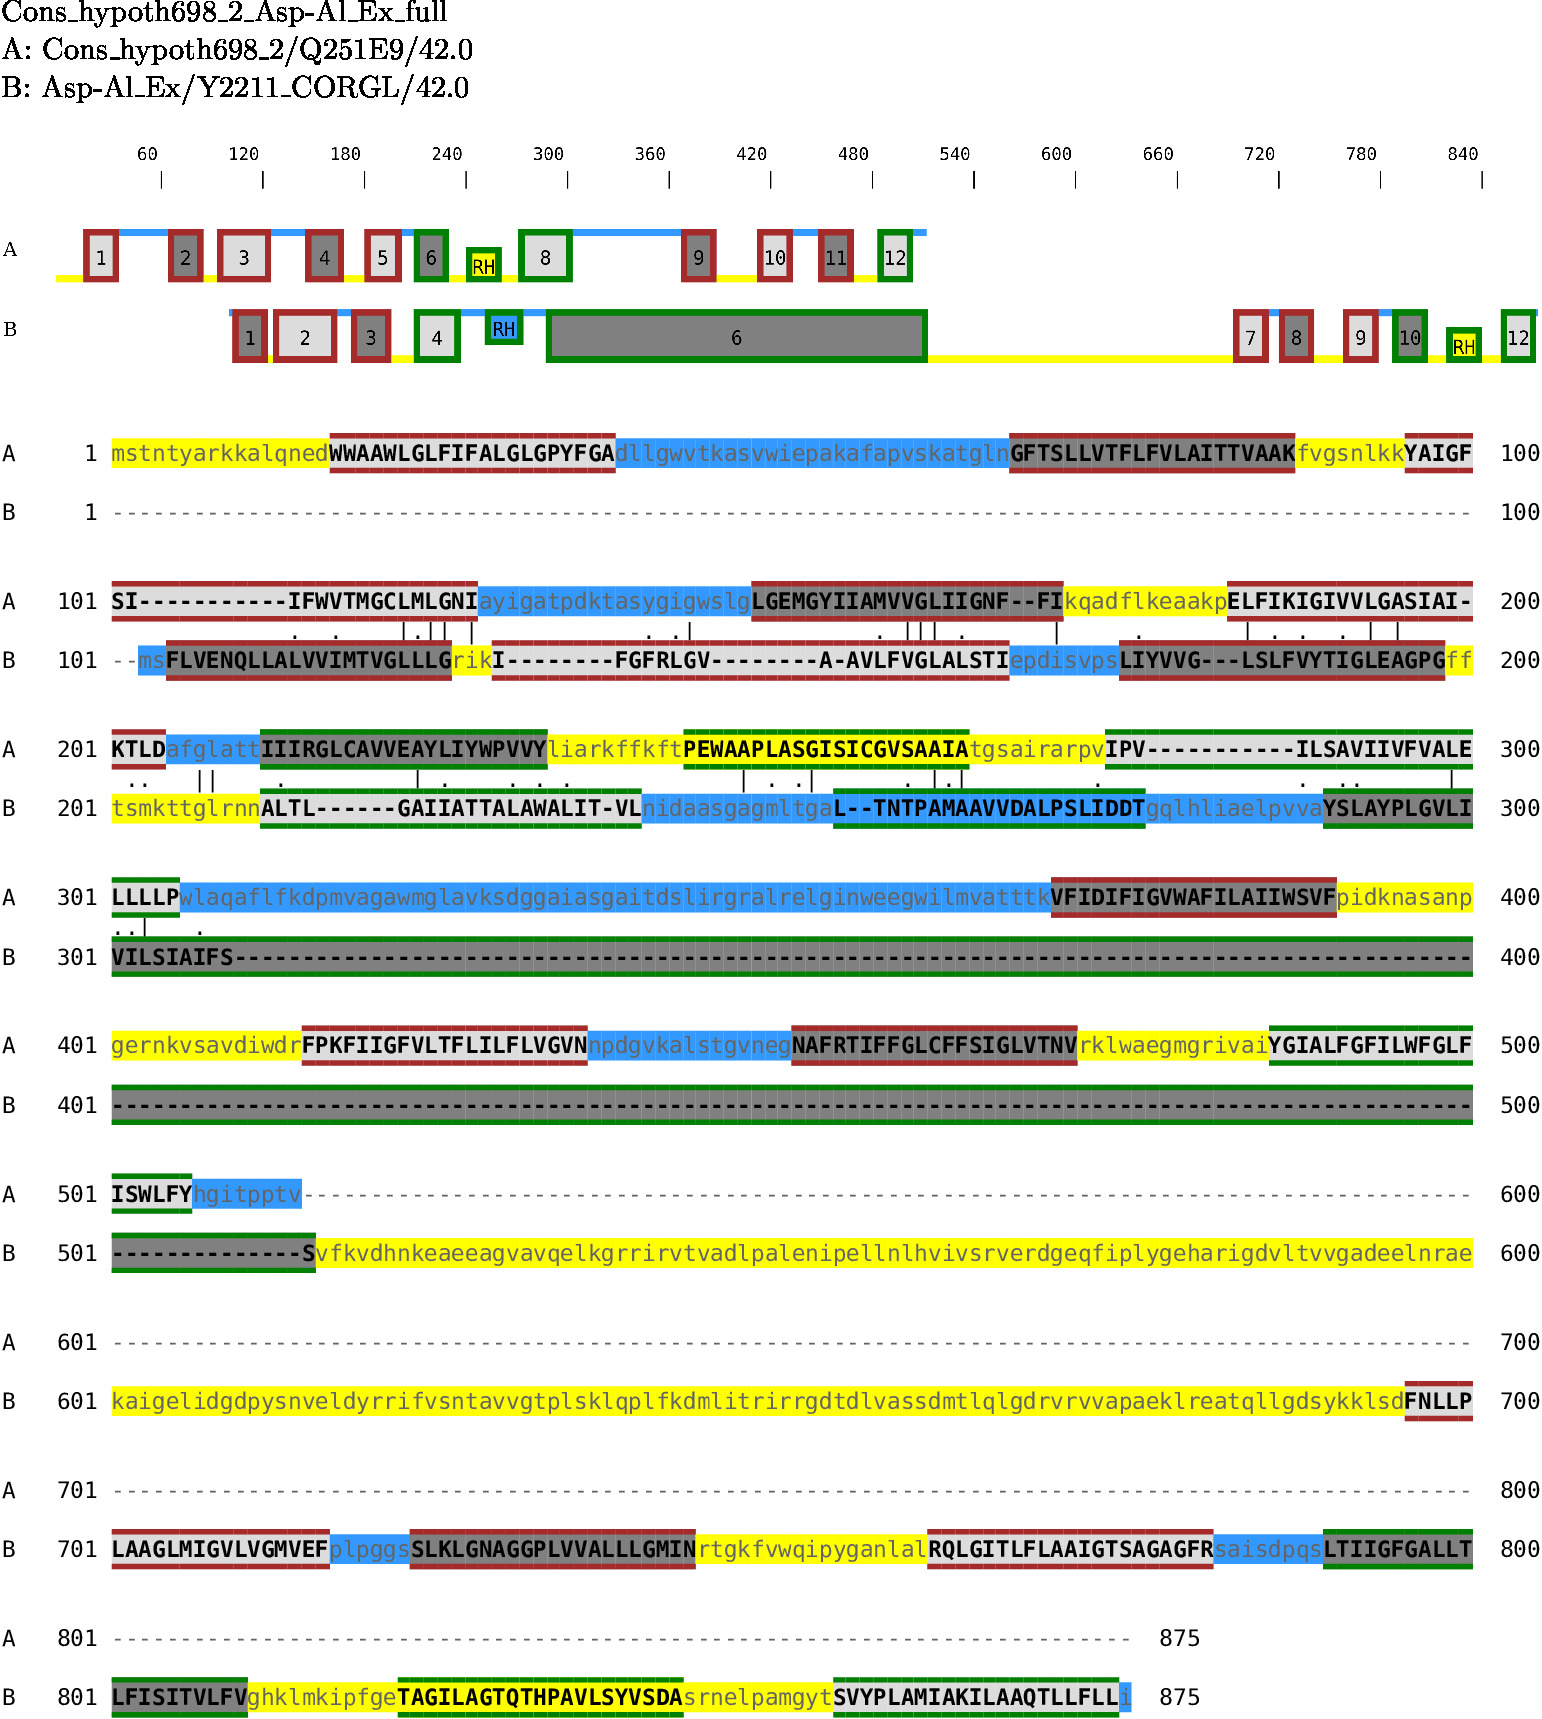 Cons_hypoth698_2_Asp-Al_Ex_full
A: Cons_hypoth698_2/Q251E9/42.0
B: Asp-Al_Ex/Y2211_CORGL/42.0
60 120 180 240 300 360 420 480 540 600 660 720 780 840
A 1 2 3 4 5 6 RH 8 9 10 11 12
B 1 2 3 4 RH 6 7 8 9 10 RH 12
A 1 mstntyarkkalqnedWWAAWLGLFIFALGLGPYFGAdllgwvtkasvwiepakafapvskatglnGFTSLLVTFLFVLAITTVAAKfvgsnlkkYAIGF 100
B 1 ---------------------------------------------------------------------------------------------------- 100
A 101 SI-----------IFWVTMGCLMLGNIayigatpdktasygigwslgLGEMGYIIAMVVGLIIGNF--FIkqadflkeaakpELFIKIGIVVLGASIAI- 200
B 101 --msFLVENQLLALVVIMTVGLLLGrikI--------FGFRLGV--------A-AVLFVGLALSTIepdisvpsLIYVVG---LSLFVYTIGLEAGPGff 200
A 201 KTLDafglattIIIRGLCAVVEAYLIYWPVVYliarkffkftPEWAAPLASGISICGVSAAIAtgsairarpvIPV-----------ILSAVIIVFVALE 300
B 201 tsmkttglrnnALTL------GAIIATTALAWALIT-VLnidaasgagmltgaL--TNTPAMAAVVDALPSLIDDTgqlhliaelpvvaYSLAYPLGVLI 300
A 301 LLLLPwlaqaflfkdpmvagawmglavksdggaiasgaitdslirgralrelginweegwilmvatttkVFIDIFIGVWAFILAIIWSVFpidknasanp 400
B 301 VILSIAIFS------------------------------------------------------------------------------------------- 400
A 401 gernkvsavdiwdrFPKFIIGFVLTFLILFLVGVNnpdgvkalstgvnegNAFRTIFFGLCFFSIGLVTNVrklwaegmgrivaiYGIALFGFILWFGLF 500
B 401 ---------------------------------------------------------------------------------------------------- 500
A 501 ISWLFYhgitpptv-------------------------------------------------------------------------------------- 600
B 501 --------------Svfkvdhnkeaeeagvavqelkgrrirvtvadlpalenipellnlhvivsrverdgeqfiplygeharigdvltvvgadeelnrae 600
A 601 ---------------------------------------------------------------------------------------------------- 700
B 601 kaigelidgdpysnveldyrrifvsntavvgtplsklqplfkdmlitrirrgdtdlvassdmtlqlgdrvrvvapaeklreatqllgdsykklsdFNLLP 700
A 701 ---------------------------------------------------------------------------------------------------- 800
B 701 LAAGLMIGVLVGMVEFplpggsSLKLGNAGGPLVVALLLGMINrtgkfvwqipyganlalRQLGITLFLAAIGTSAGAGFRsaisdpqsLTIIGFGALLT 800
A 801 --------------------------------------------------------------------------- 875
B 801 LFISITVLFVghklmkipfgeTAGILAGTQTHPAVLSYVSDAsrnelpamgytSVYPLAMIAKILAAQTLLFLLi 875